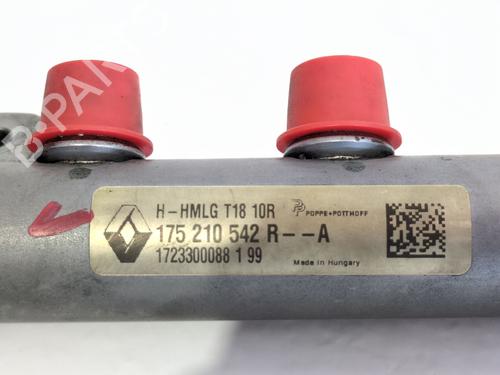 B-PARTS
H-HMLG T18 10R
POPPE+POTTHOFF
175 210 542 R--A
1723300088 1 99
Made in Hungary